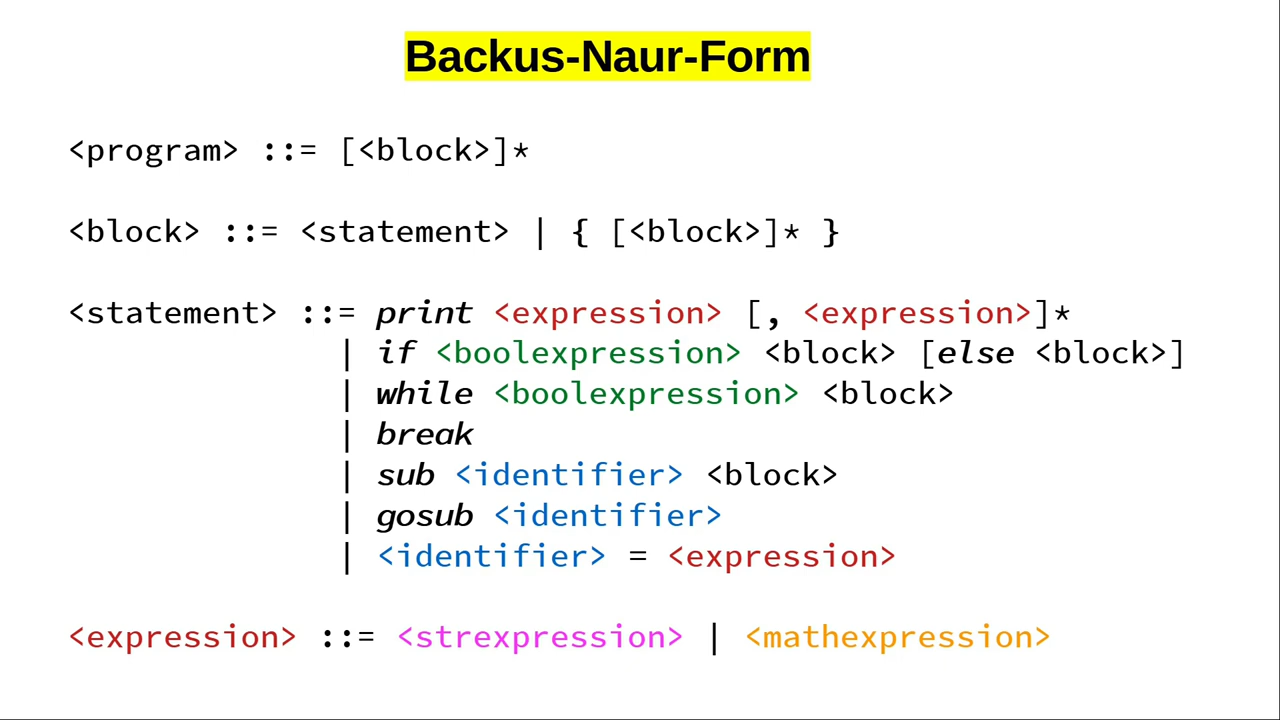 Backus-Naur-Form
<program> ::= [<block>]*
<block> ::= <statement> | { [<block>]* }
<statement> ::= print <expression> [, <expression>]*
| if <boolexpression> <block> [else <block>]
| while <boolexpression> <block>
| break
| sub <identifier> <block>
| gosub <identifier>
| <identifier> = <expression>
<expression> ::= <strexpression> | <mathexpression>